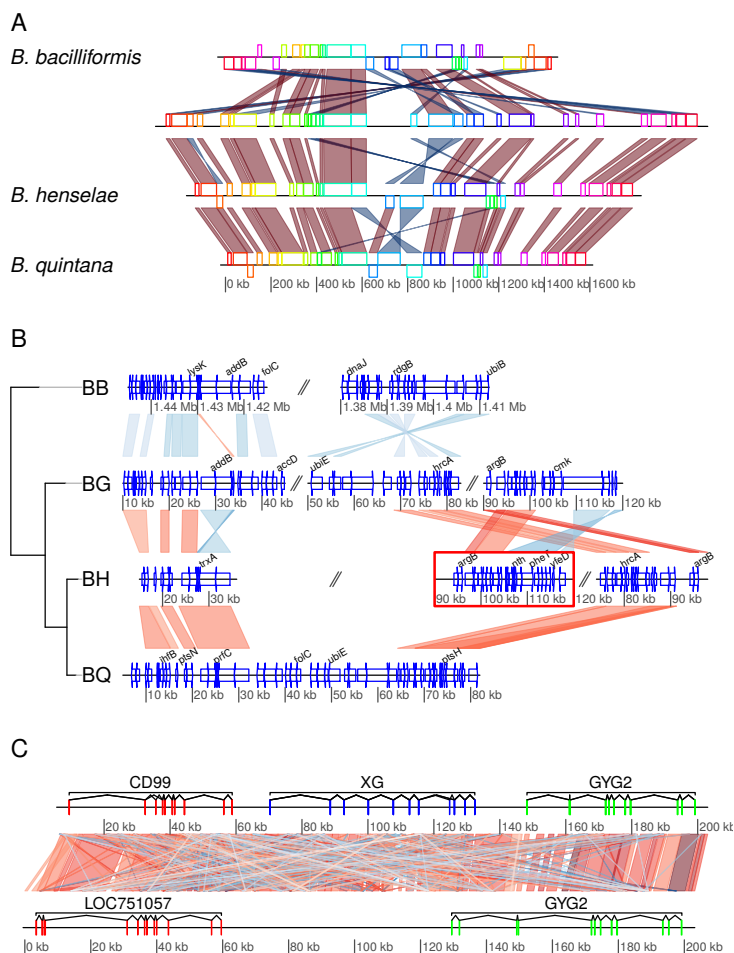 A
B. bacilliformis
B. henselae
B. quintana
0 kb 200 kb 400 kb 600 kb 800 kb 1000 kb 1200 kb 1400 kb 1600 kb
B
lysK addB folC dnaJ rdgB ubiB
BB //
1.44 Mb 1.43 Mb 1.42 Mb 1.38 Mb 1.39 Mb 1.4 Mb 1.41 Mb
addB accD ubiE hrcA argB cmk
BG // //
10 kb 20 kb 30 kb 40 kb 50 kb 60 kb 70 kb 80 kb 90 kb 100 kb 110 kb 120 kb
trxA argB nth pheT yfeD hrcA argB
BH // //
20 kb 30 kb 90 kb 100 kb 110 kb 120 kb 80 kb 90 kb
ihfB ptsN prfC folC ubiE ptsH
BQ
10 kb 20 kb 30 kb 40 kb 50 kb 60 kb 70 kb 80 kb
C
CD99 XG GYG2
20 kb 40 kb 60 kb 80 kb 100 kb 120 kb 140 kb 160 kb 180 kb 200 kb
LOC751057 GYG2
0 kb 20 kb 40 kb 60 kb 80 kb 100 kb 120 kb 140 kb 160 kb 180 kb 200 kb